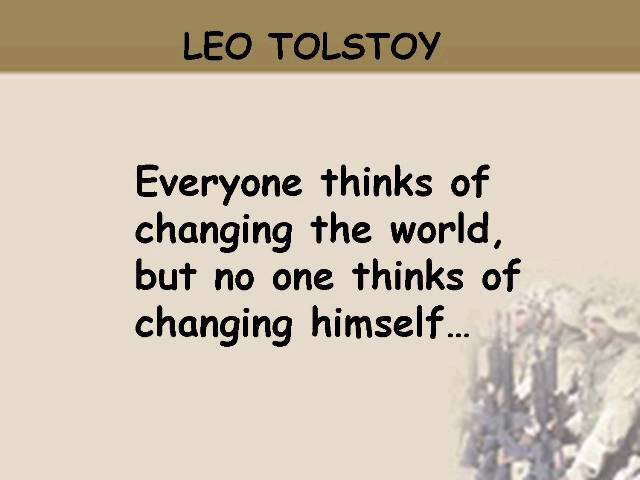 LEO TOLSTOY
Everyone thinks of
changing the world,
but no one thinks of
changing himself…